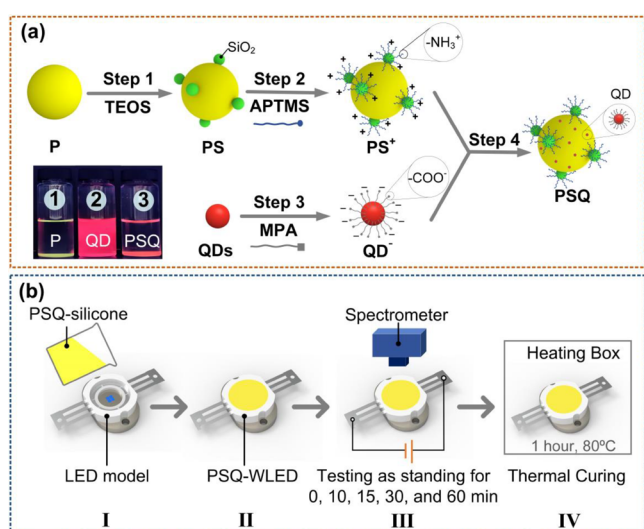 (a)
SiO₂
-NH₃⁺
Step 1
TEOS
Step 2
APTMS
P
PS
PS⁺
Step 4
QD
PSQ
1
2
3
P
QD
PSQ
Step 3
MPA
-COO⁻
QDs
QD⁻
(b)
PSQ-silicone
Spectrometer
Heating Box
1 hour, 80ºC
LED model
PSQ-WLED
Testing as standing for
0, 10, 15, 30, and 60 min
Thermal Curing
I
II
III
IV